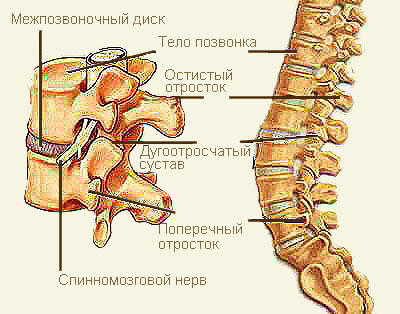 Межпозвоночный диск
Тело позвонка
Остистый
отросток
Дугоотросчатый
сустав
Поперечный
отросток
Спинномозговой нерв